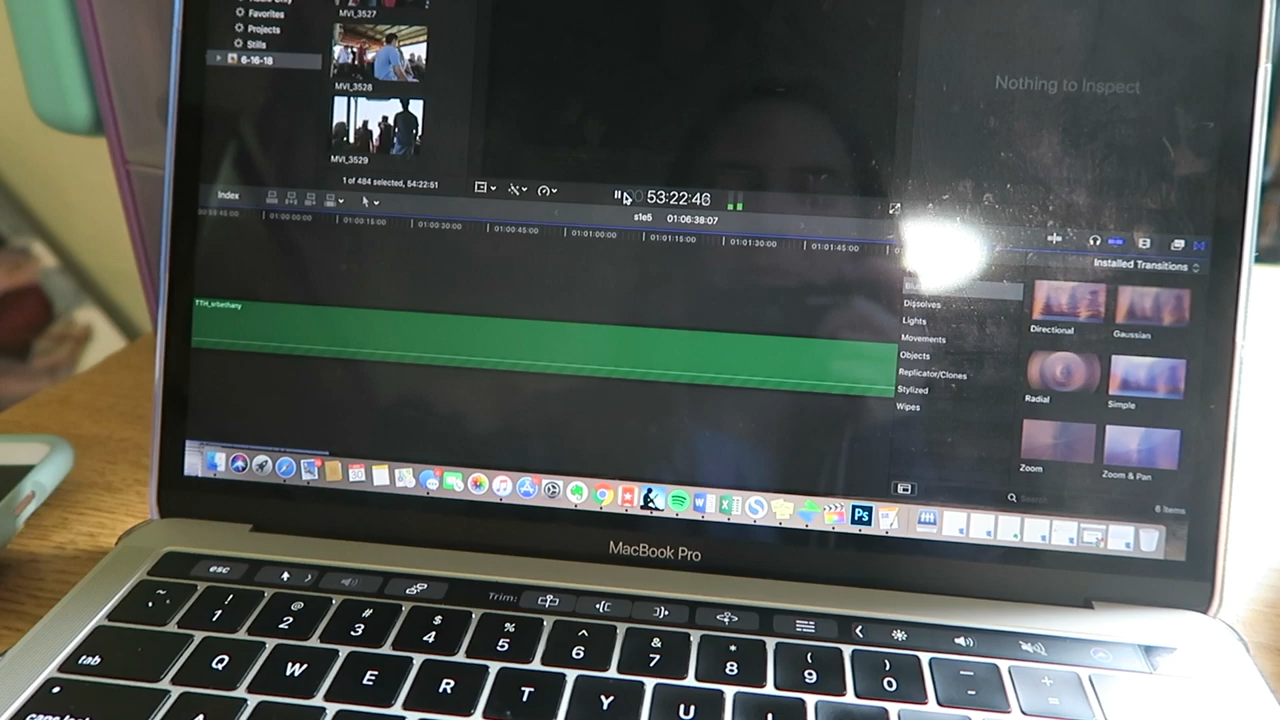 MVI_3527
Favorites
Projects
Stills
6-16-18
MVI_3528
MVI_3529
1 of 484 selected, 54:22:51
Nothing to Inspect
Index
53:22:46
s1e5 01:06:38:07
01:00:00:00 01:00:15:00 01:00:30:00 01:00:45:00 01:01:00:00 01:01:15:00 01:01:30:00 01:01:45:00
Installed Transitions
TTH_srbethany
Dissolves
Lights
Movements
Objects
Replicator/Clones
Stylized
Wipes
Directional
Gaussian
Radial
Simple
Zoom
Zoom & Pan
Search
6 items
30
W
X
S
Ps
MacBook Pro
esc
Trim:
~ ! @ # $ % ^ & * ( ) _ +
1 2 3 4 5 6 7 8 9 0 -
tab Q W E R T Y U